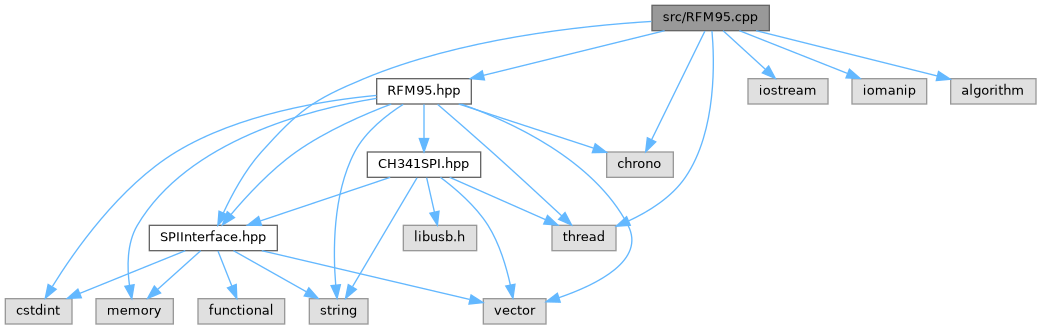 src/RFM95.cpp
RFM95.hpp
iostream
iomanip
algorithm
CH341SPI.hpp
chrono
SPIInterface.hpp
libusb.h
thread
cstdint
memory
functional
string
vector